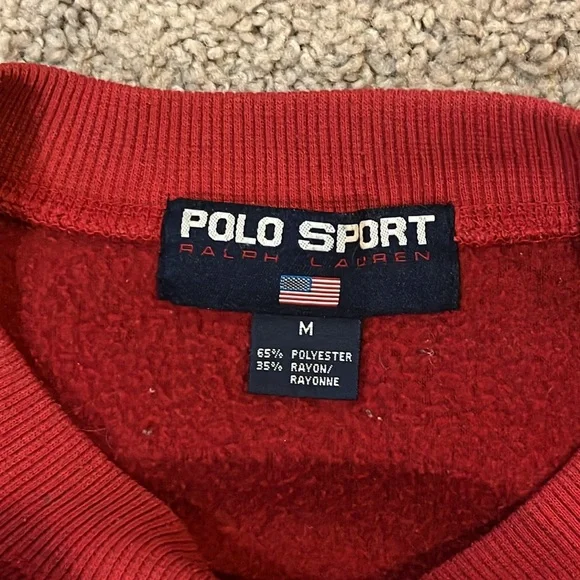 POLO SPORT
RALPH LAUREN
M
65% POLYESTER
35% RAYON/
RAYONNE